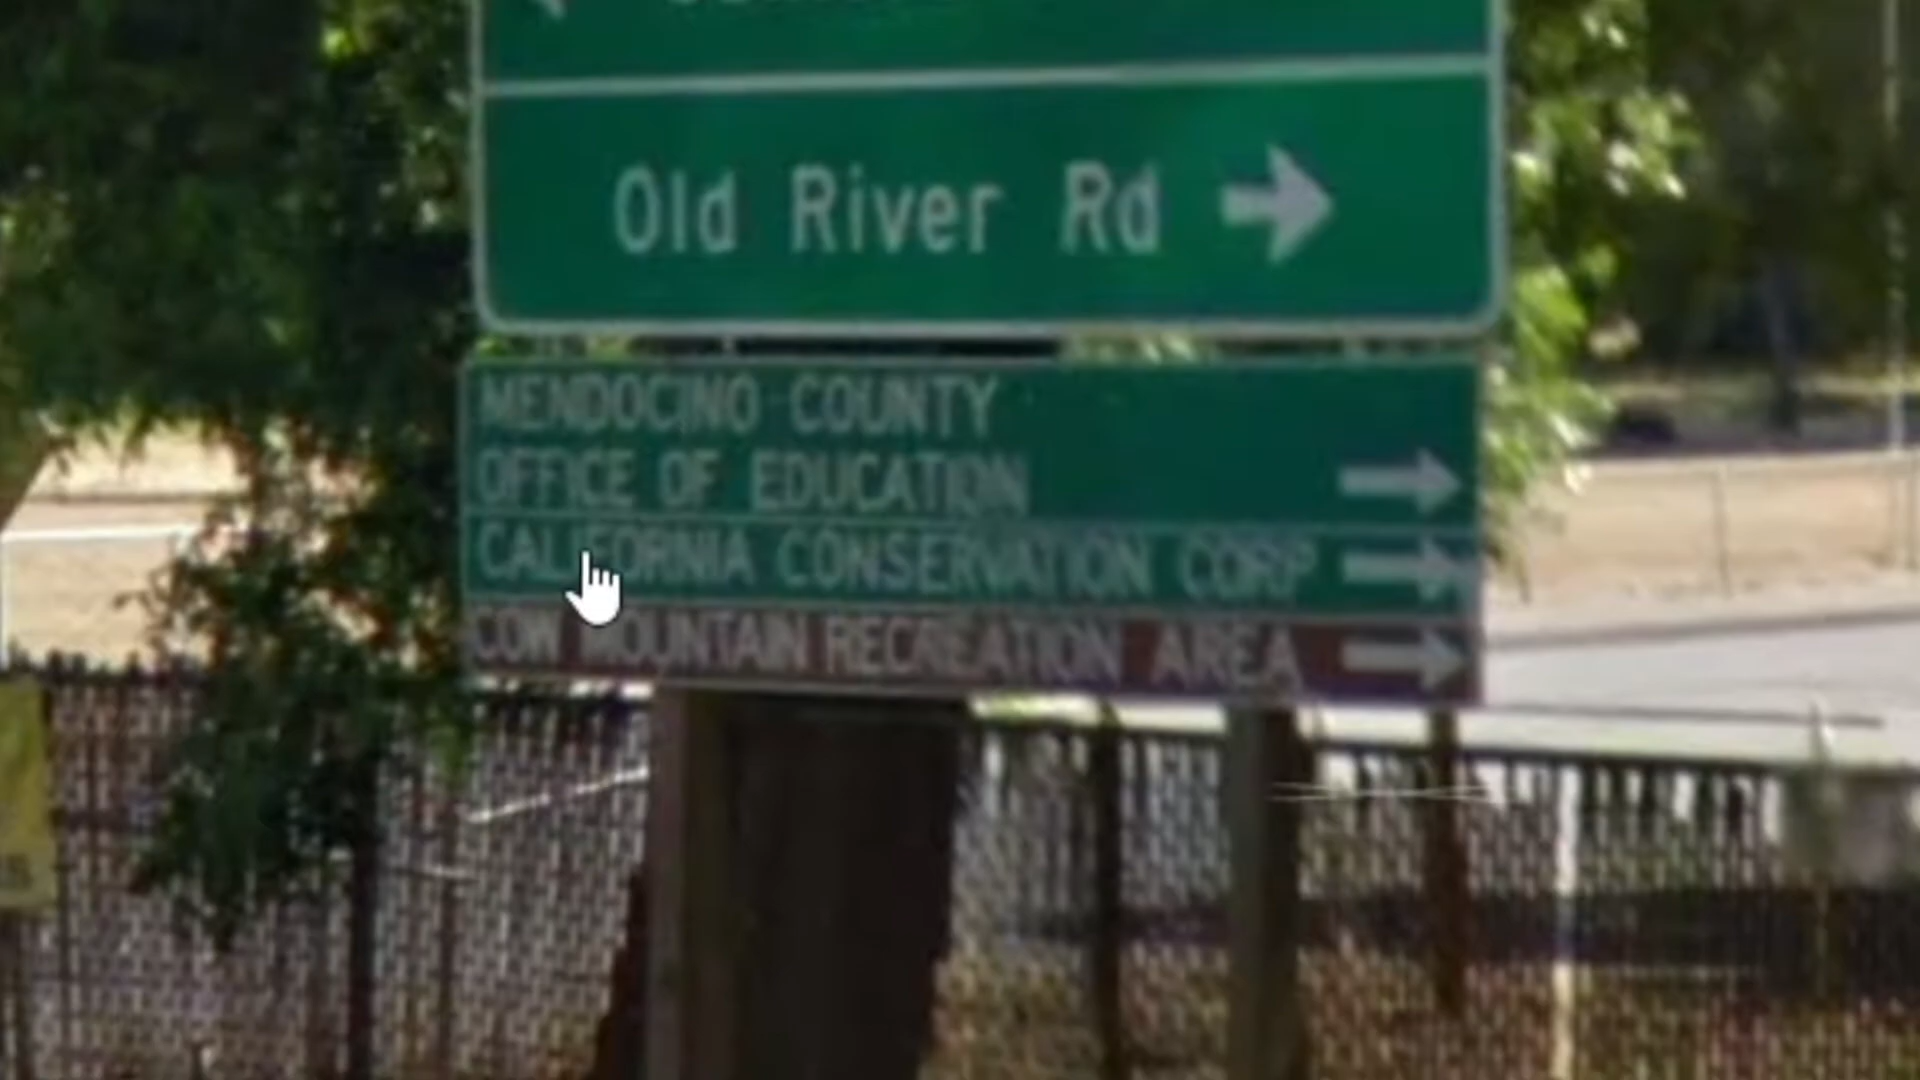 Old River Rd
MENDOCINO COUNTY
OFFICE OF EDUCATION
CALIFORNIA CONSERVATION CORP
COW MOUNTAIN RECREATION AREA